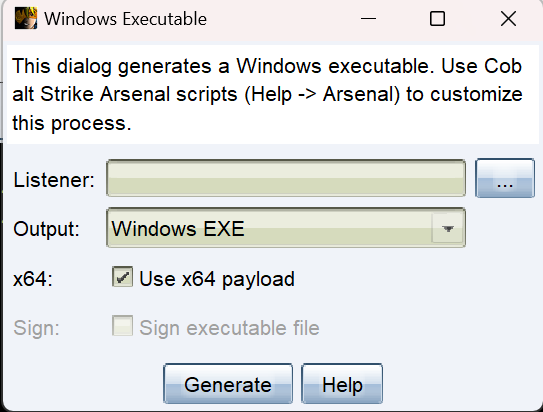 Windows Executable
This dialog generates a Windows executable. Use Cob
alt Strike Arsenal scripts (Help -> Arsenal) to customize
this process.
Listener:
...
Output: Windows EXE
x64: Use x64 payload
Sign: Sign executable file
Generate Help